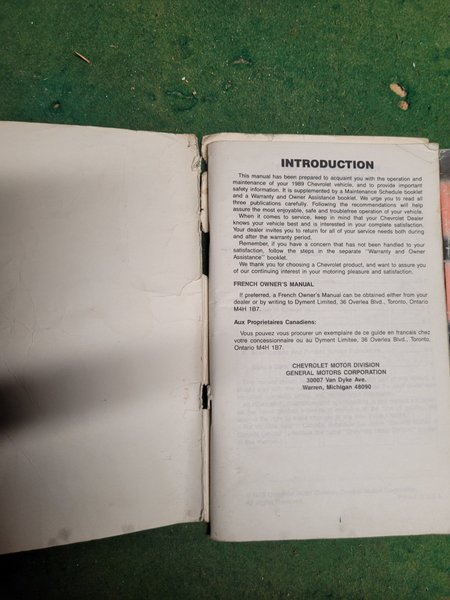 INTRODUCTION
This manual has been prepared to acquaint you with the operation and
maintenance of your 1989 Chevrolet vehicle, and to provide important
safety information. It is supplemented by a Maintenance Schedule booklet
and a Warranty and Owner Assistance booklet. We urge you to read all
three publications carefully. Following the recommendations will help
assure the most enjoyable, safe and troublefree operation of your vehicle.
When it comes to service, keep in mind that your Chevrolet Dealer
knows your vehicle best and is interested in your complete satisfaction.
Your dealer invites you to return for all of your service needs both during
and after the warranty period.
Remember, if you have a concern that has not been handled to your
satisfaction, follow the steps in the separate "Warranty and Owner
Assistance" booklet.
We thank you for choosing a Chevrolet product, and want to assure you
of our continuing interest in your motoring pleasure and satisfaction.
FRENCH OWNER'S MANUAL
If preferred, a French Owner's Manual can be obtained either from your
dealer or by writing to Dyment Limited, 36 Overlea Blvd., Toronto, Ontario
M4H 1B7.
Aux Proprietaires Canadiens:
Vous pouvez vous procurer un exemplaire de ce guide en francais chez
votre concessionnaire ou au Dyment Limitee, 36 Overlea Blvd., Toronto,
Ontario M4H 1B7.
CHEVROLET MOTOR DIVISION
GENERAL MOTORS CORPORATION
30007 Van Dyke Ave.
Warren, Michigan 48090